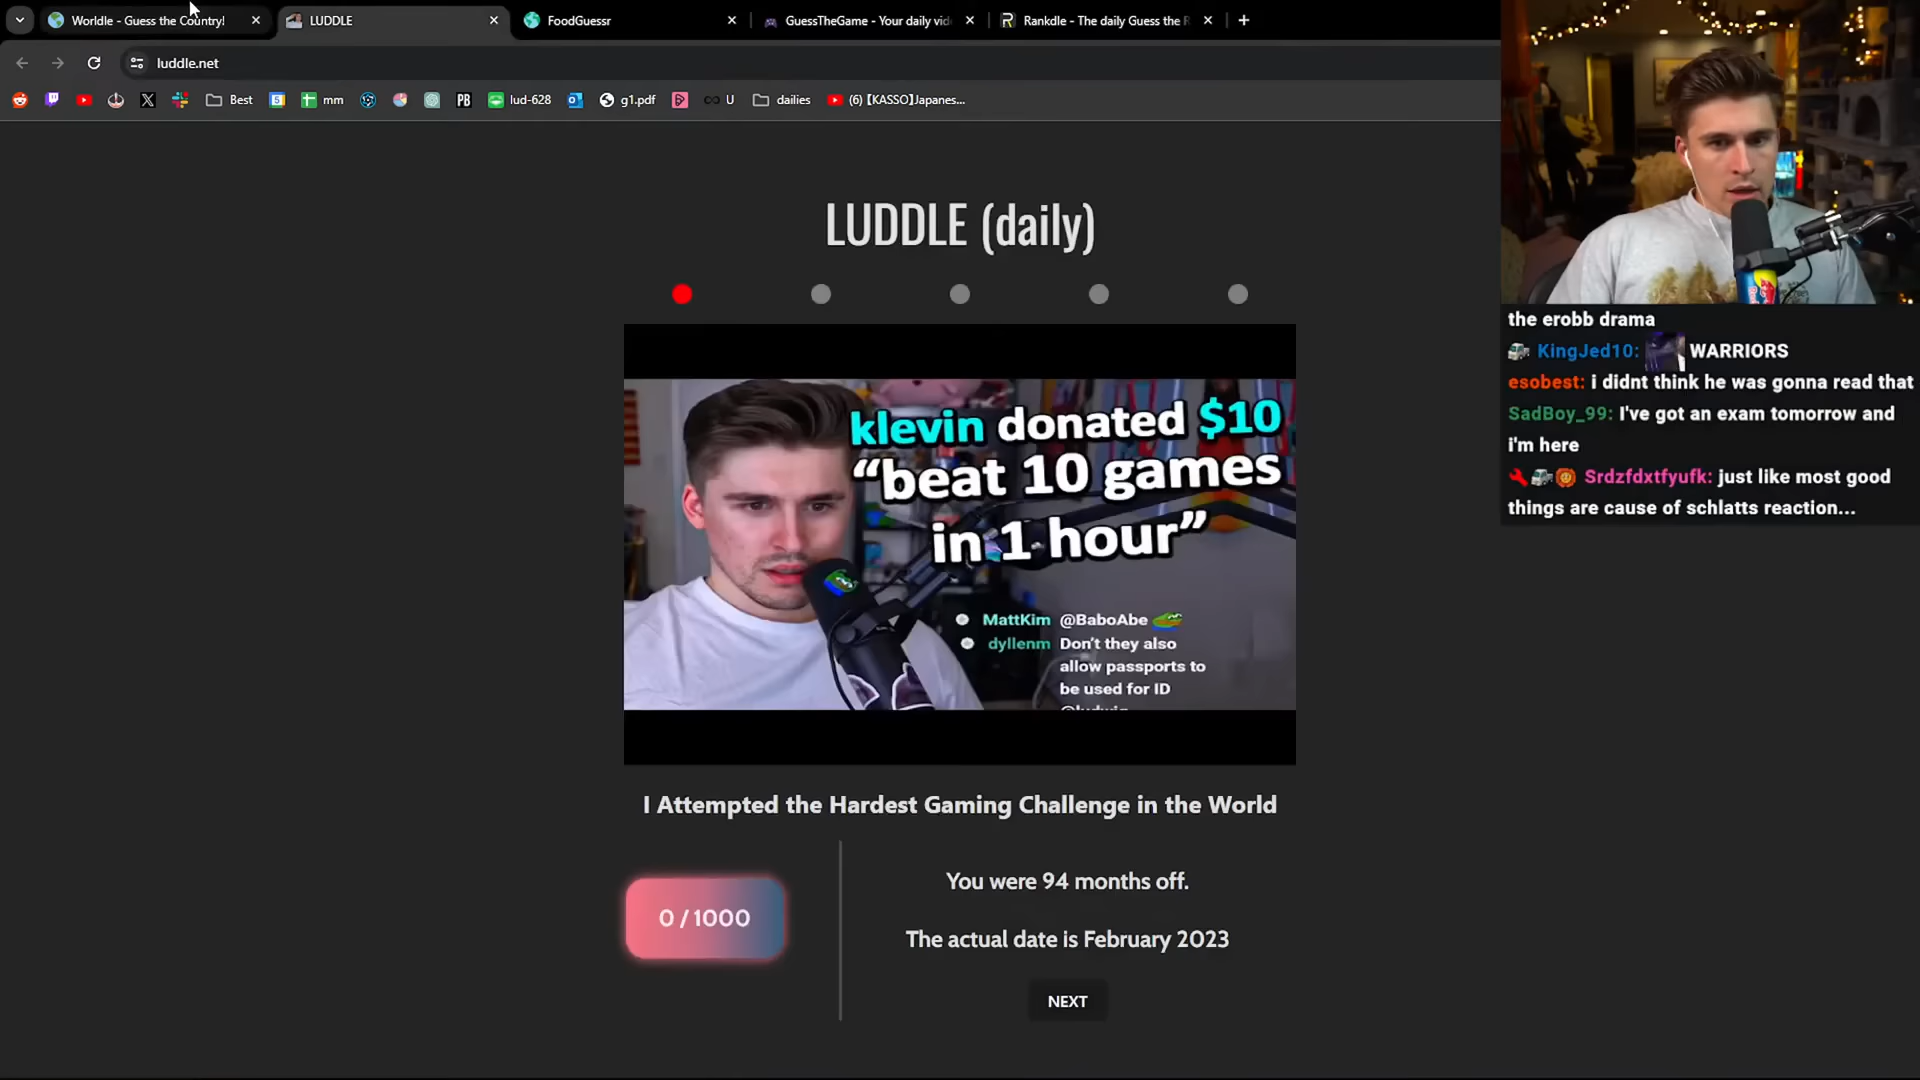 Worldle - Guess the Country!
LUDDLE
FoodGuessr
GuessTheGame - Your daily vid
Rankdle - The daily Guess the R
luddle.net
Best
mm
PB
lud-628
g1.pdf
U
dailies
(6) 【KASSO】Japanes...
LUDDLE (daily)
klevin donated $10
“beat 10 games
in 1 hour”
MattKim @BaboAbe
dyllenm Don't they also
allow passports to
be used for ID
@ludwig
I Attempted the Hardest Gaming Challenge in the World
0 / 1000
You were 94 months off.
The actual date is February 2023
NEXT
the erobb drama
KingJed10: WARRIORS
esobest: i didnt think he was gonna read that
SadBoy_99: I've got an exam tomorrow and
i'm here
Srdzfdxtfyufk: just like most good
things are cause of schlatts reaction...